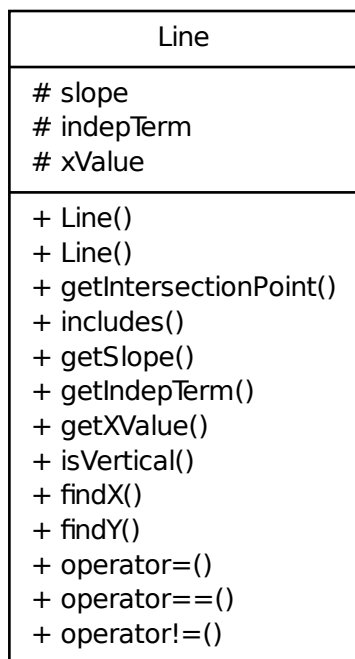 Line
# slope
# indepTerm
# xValue
+ Line()
+ Line()
+ getIntersectionPoint()
+ includes()
+ getSlope()
+ getIndepTerm()
+ getXValue()
+ isVertical()
+ findX()
+ findY()
+ operator=()
+ operator==()
+ operator!=()